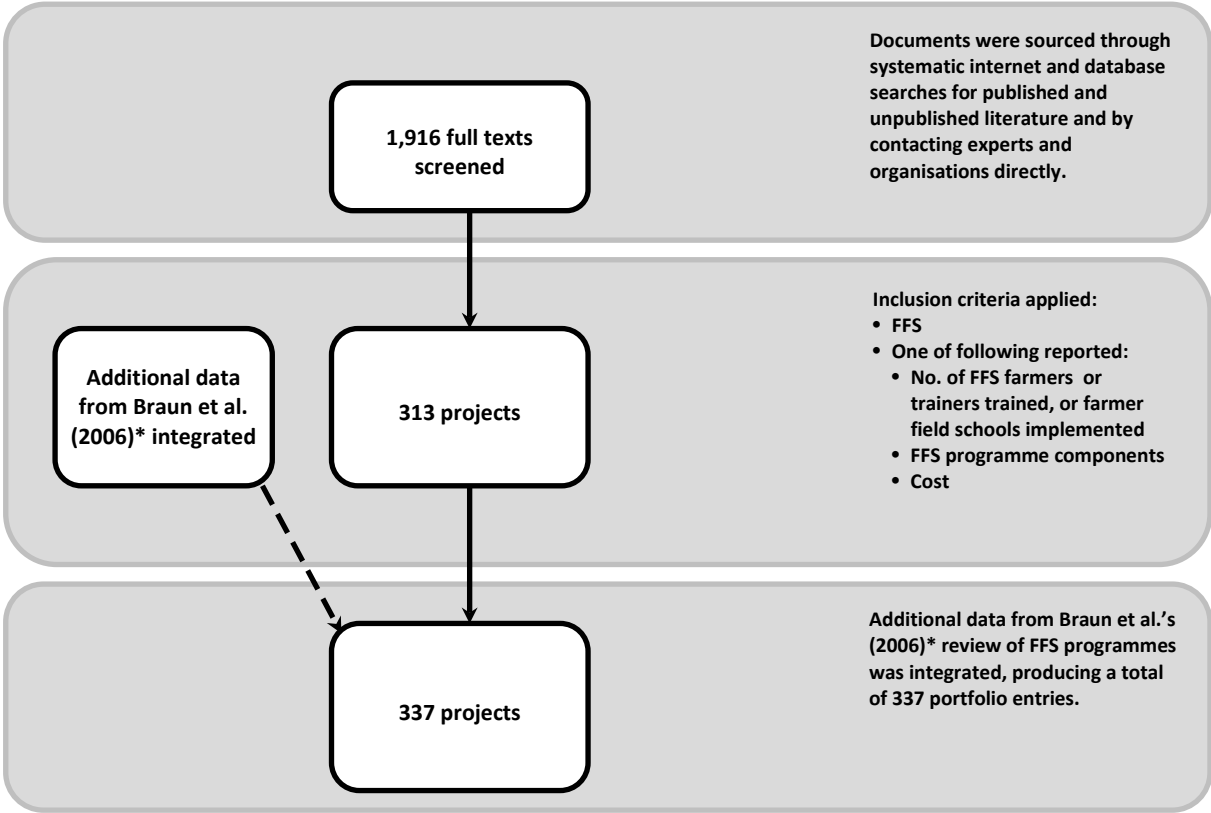 Documents were sourced through
systematic internet and database
searches for published and
unpublished literature and by
contacting experts and
organisations directly.
1,916 full texts
screened
Inclusion criteria applied:
• FFS
• One of following reported:
• No. of FFS farmers or
trainers trained, or farmer
field schools implemented
• FFS programme components
• Cost
Additional data
from Braun et al.
(2006)* integrated
313 projects
Additional data from Braun et al.'s
(2006)* review of FFS programmes
was integrated, producing a total
of 337 portfolio entries.
337 projects